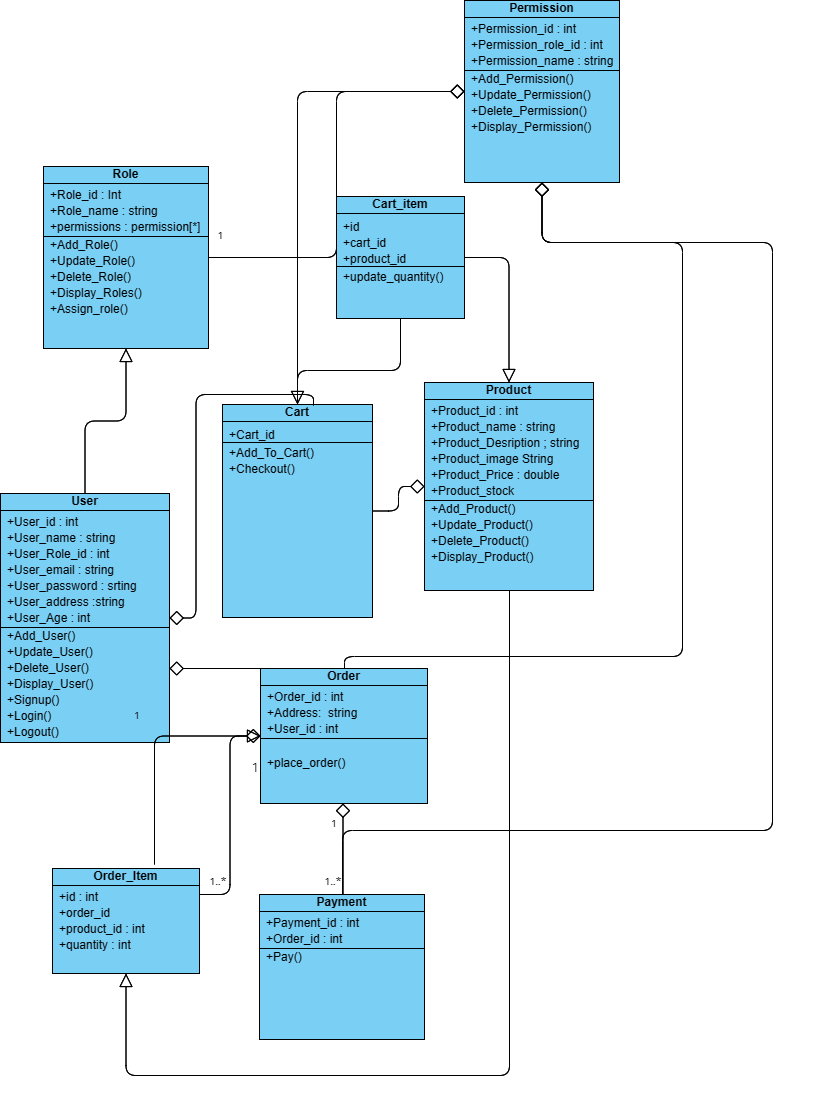 Permission
+Permission_id : int
+Permission_role_id : int
+Permission_name : string
+Add_Permission()
+Update_Permission()
+Delete_Permission()
+Display_Permission()
Role
+Role_id : Int
+Role_name : string
+permissions : permission[*]
+Add_Role()
+Update_Role()
+Delete_Role()
+Display_Roles()
+Assign_role()
1
Cart_item
+id
+cart_id
+product_id
+update_quantity()
Product
+Product_id : int
+Product_name : string
+Product_Desription ; string
+Product_image String
+Product_Price : double
+Product_stock
+Add_Product()
+Update_Product()
+Delete_Product()
+Display_Product()
Cart
+Cart_id
+Add_To_Cart()
+Checkout()
User
+User_id : int
+User_name : string
+User_Role_id : int
+User_email : string
+User_password : srting
+User_address :string
+User_Age : int
+Add_User()
+Update_User()
+Delete_User()
+Display_User()
+Signup()
+Login()
1
+Logout()
Order
+Order_id : int
+Address:  string
+User_id : int
+place_order()
1
1
1..*
1..*
Order_Item
+id : int
+order_id
+product_id : int
+quantity : int
Payment
+Payment_id : int
+Order_id : int
+Pay()